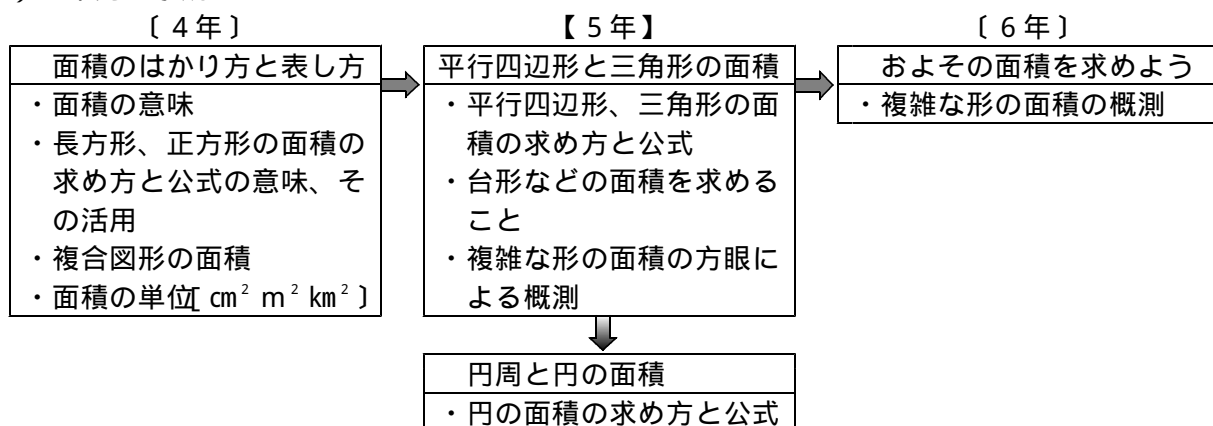 〔４年〕
【５年】
〔６年〕
面積のはかり方と表し方
・面積の意味
・長方形、正方形の面積の
求め方と公式の意味、そ
の活用
・複合図形の面積
・面積の単位〔ｃｍ² ｍ² ｋｍ²〕
平行四辺形と三角形の面積
・平行四辺形、三角形の面
積の求め方と公式
・台形などの面積を求める
こと
・複雑な形の面積の方眼に
よる概測
およその面積を求めよう
・複雑な形の面積の概測
円周と円の面積
・円の面積の求め方と公式